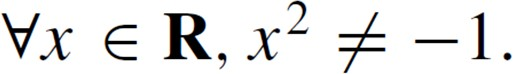 ∀x ∈ R, x² ≠ −1.